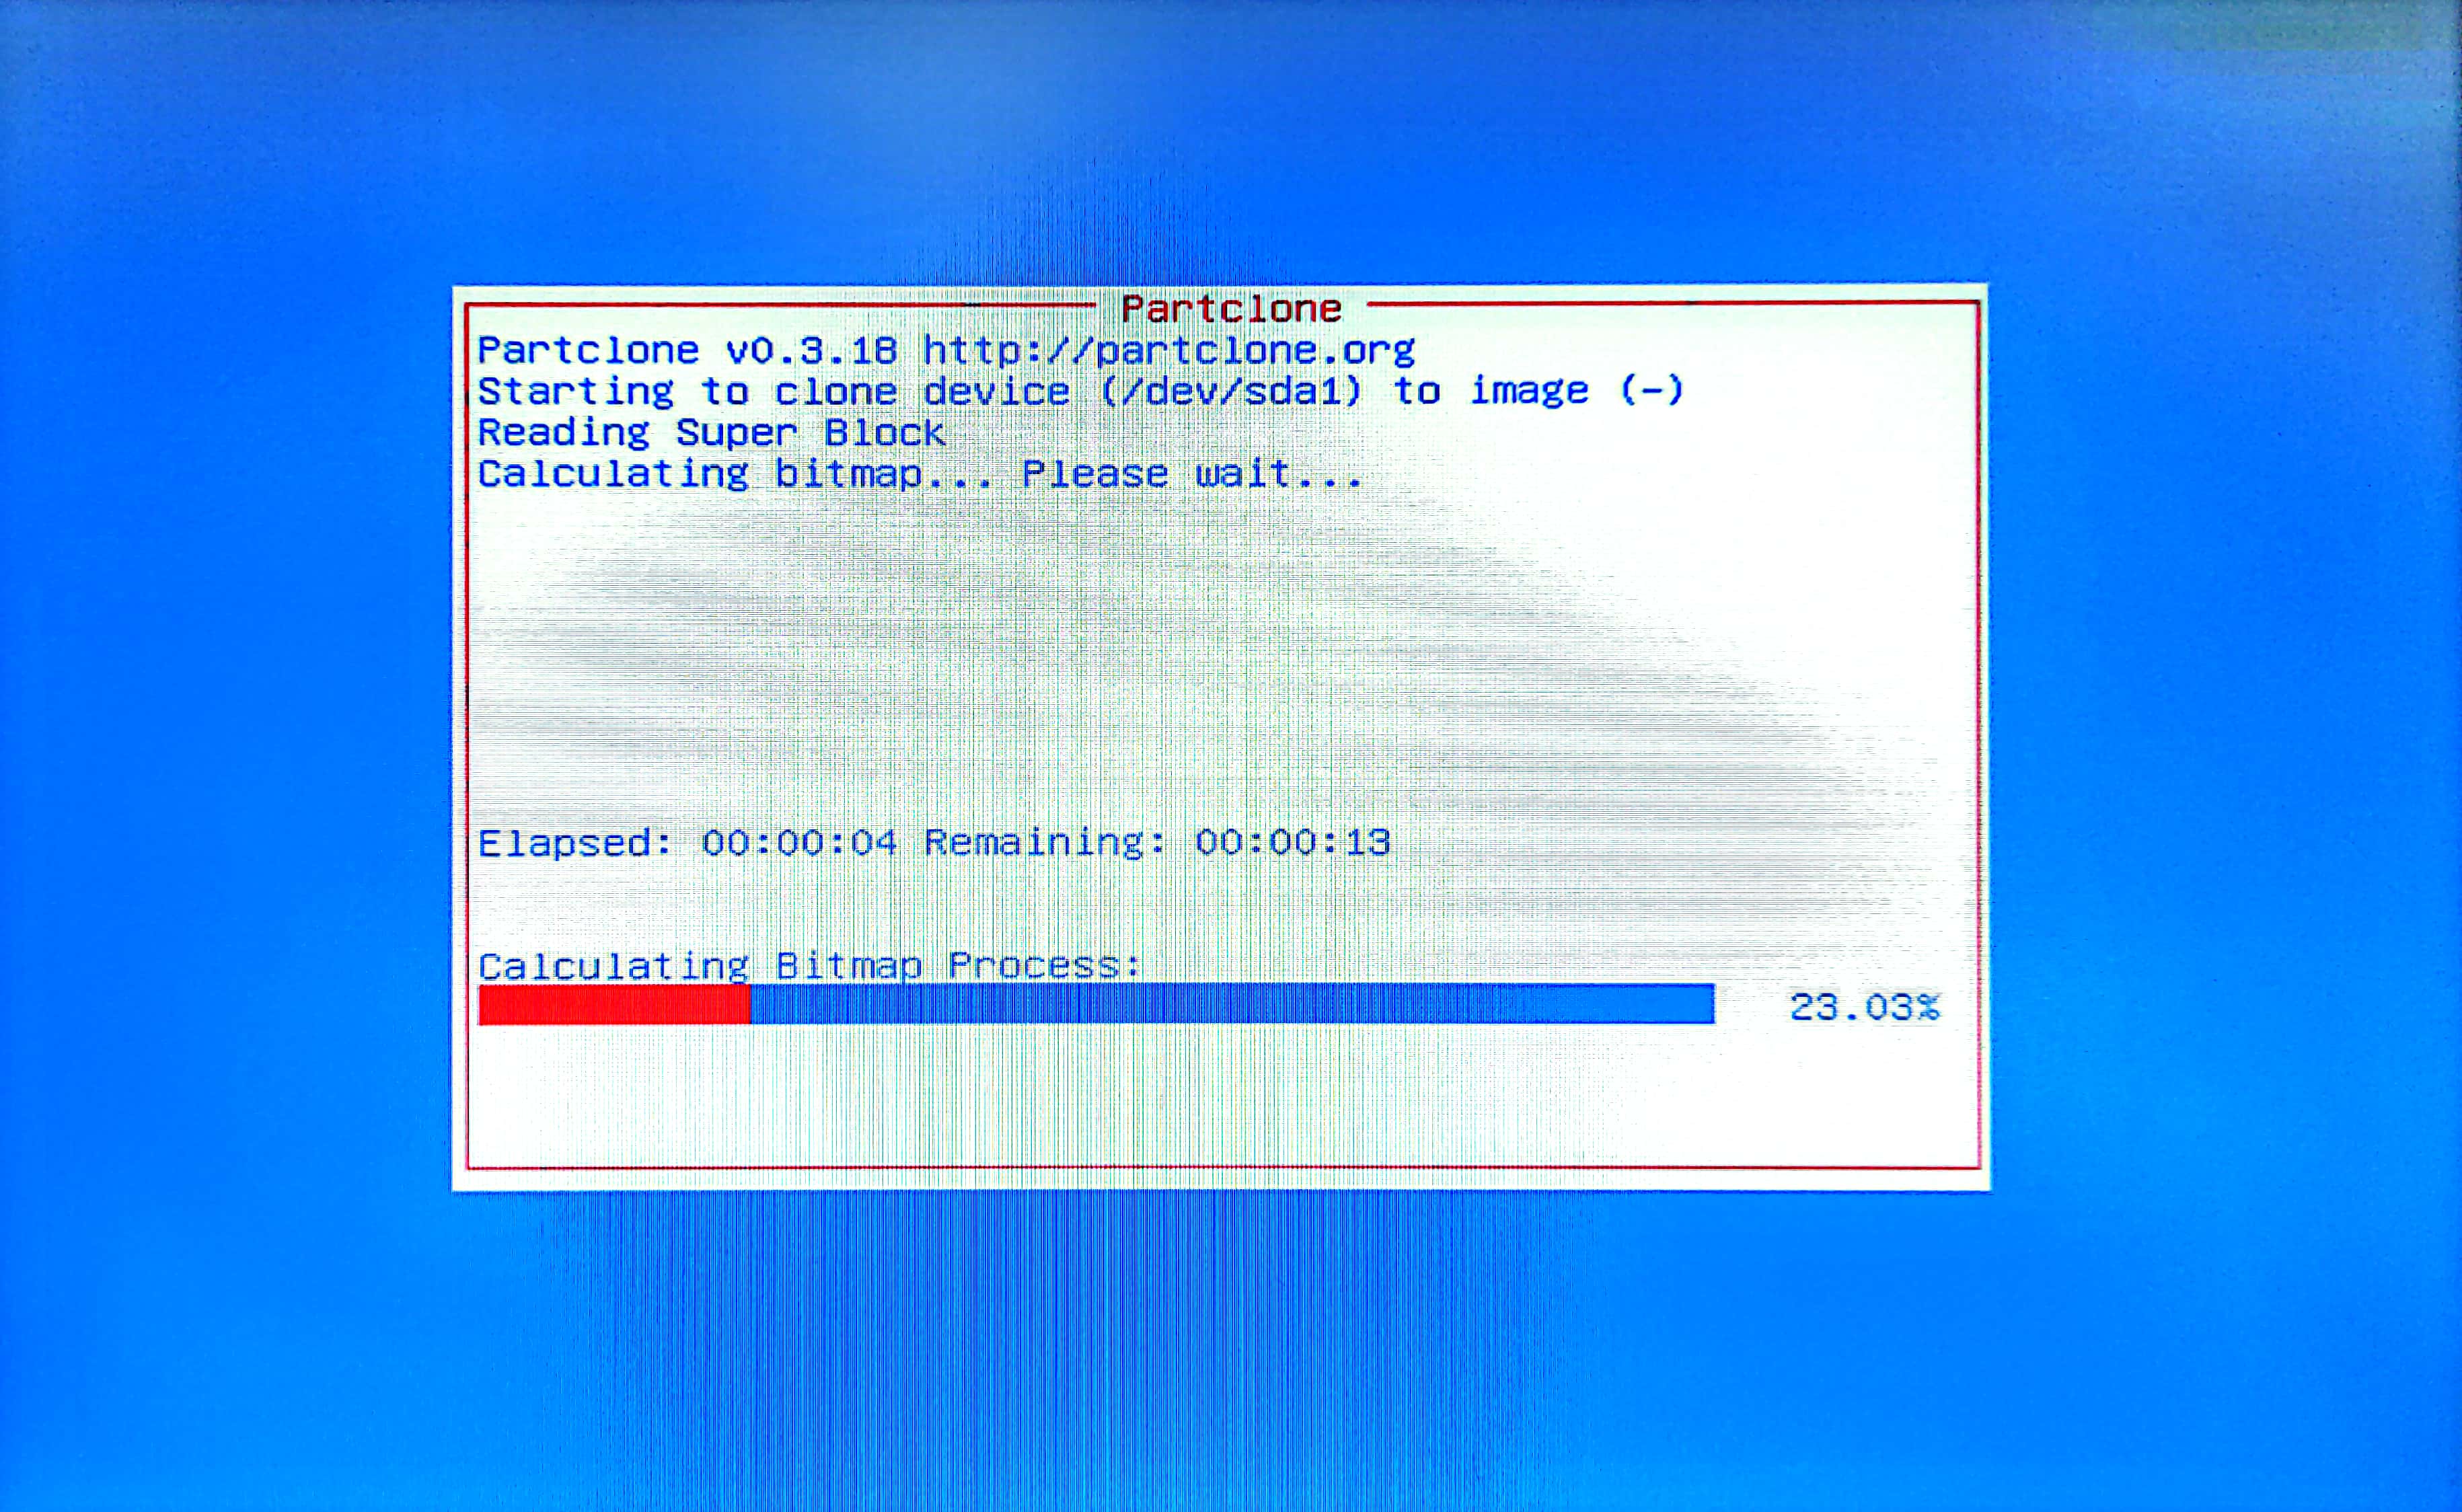 Partclone
Partclone v0.3.18 http://partclone.org
Starting to clone device (/dev/sda1) to image (-)
Reading Super Block
Calculating bitmap... Please wait...
Elapsed: 00:00:04 Remaining: 00:00:13
Calculating Bitmap Process:
23.03%